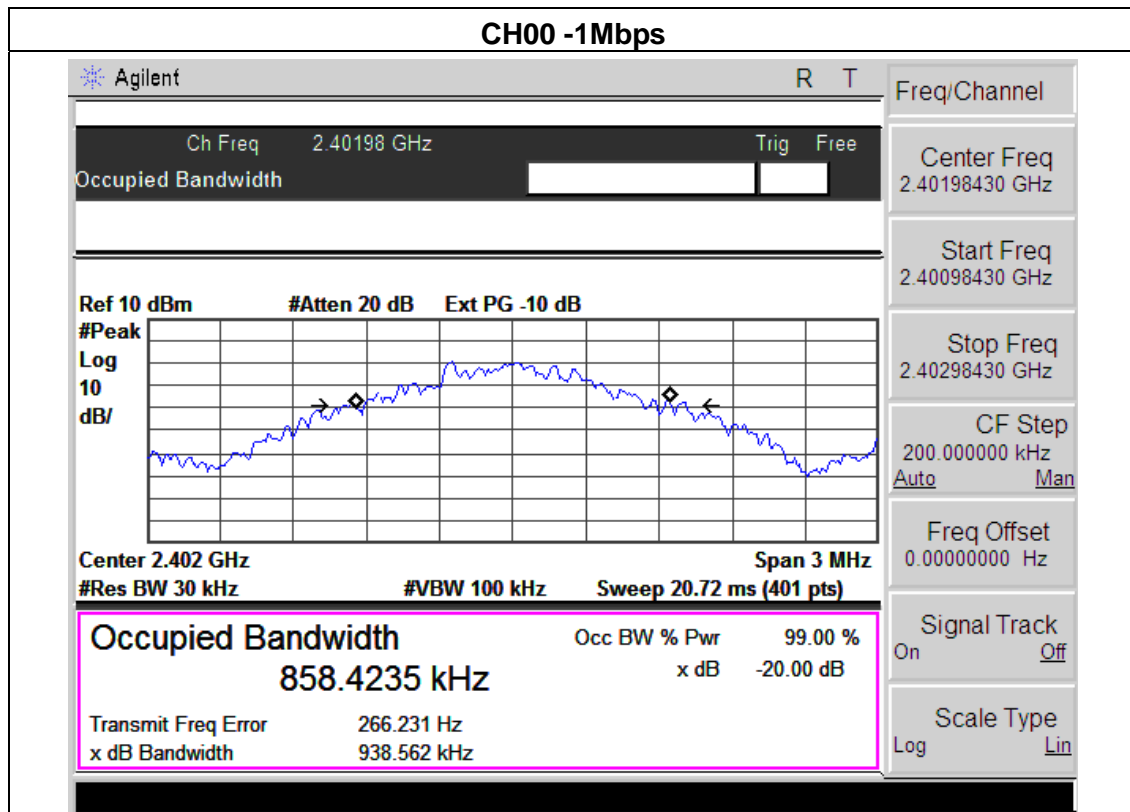 CH00 -1Mbps
Agilent R T
Ch Freq 2.40198 GHz Trig Free
Occupied Bandwidth
Ref 10 dBm #Atten 20 dB Ext PG -10 dB
#Peak
Log
10
dB/
Center 2.402 GHz Span 3 MHz
#Res BW 30 kHz #VBW 100 kHz Sweep 20.72 ms (401 pts)
Occupied Bandwidth Occ BW % Pwr 99.00 %
858.4235 kHz x dB -20.00 dB
Transmit Freq Error 266.231 Hz
x dB Bandwidth 938.562 kHz
Freq/Channel
Center Freq
2.40198430 GHz
Start Freq
2.40098430 GHz
Stop Freq
2.40298430 GHz
CF Step
200.000000 kHz
Auto Man
Freq Offset
0.00000000 Hz
Signal Track
On Off
Scale Type
Log Lin